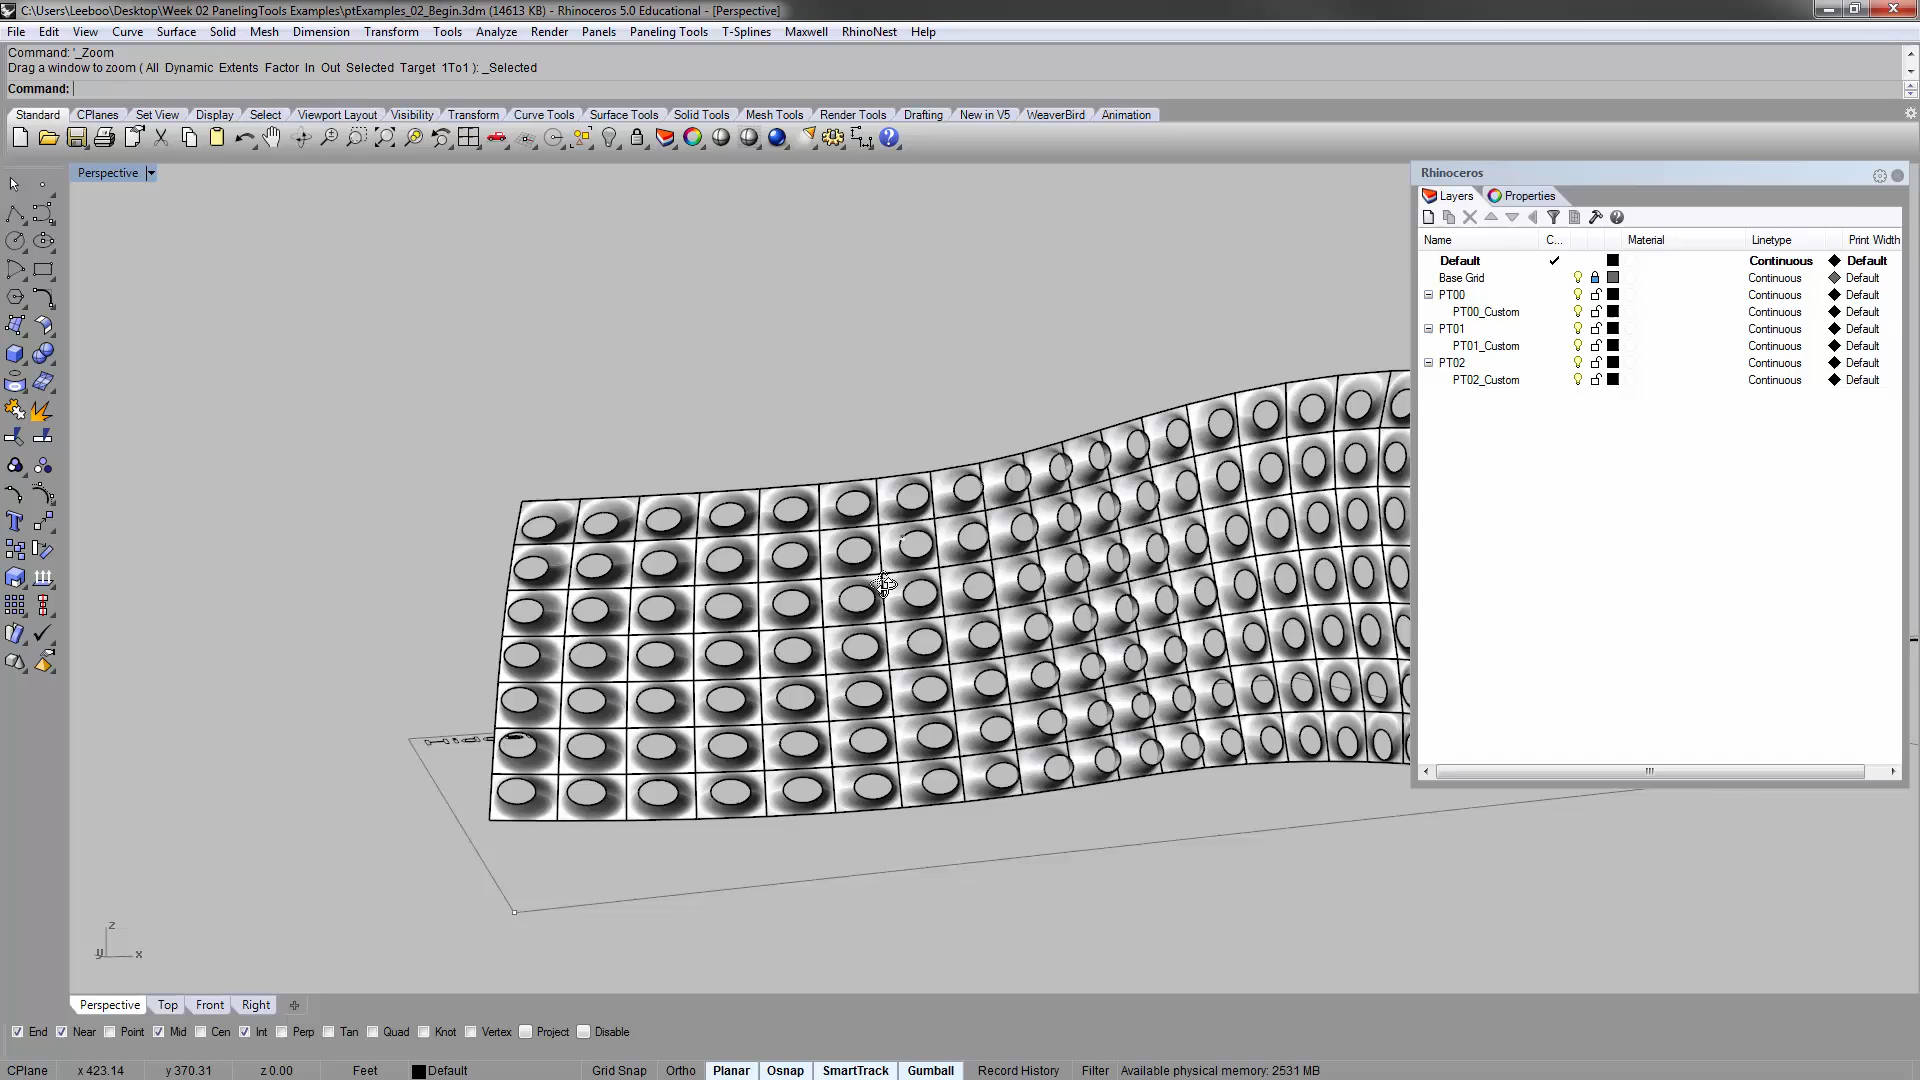 C:\Users\Leeboo\Desktop\Week 02 PanelingTools Examples\ptExamples_02_Begin.3dm (14613 KB) - Rhinoceros 5.0 Educational - [Perspective]
File Edit View Curve Surface Solid Mesh Dimension Transform Tools Analyze Render Panels Paneling Tools T-Splines Maxwell RhinoNest Help
Command: '_Zoom
Drag a window to zoom ( All Dynamic Extents Factor In Out Selected Target 1To1 ): _Selected
Command:
Standard CPlanes Set View Display Select Viewport Layout Visibility Transform Curve Tools Surface Tools Solid Tools Mesh Tools Render Tools Drafting New in V5 WeaverBird Animation
Perspective
Rhinoceros
Layers Properties
Name C... Material Linetype Print Width
Default Continuous Default
Base Grid Continuous Default
PT00 Continuous Default
PT00_Custom Continuous Default
PT01 Continuous Default
PT01_Custom Continuous Default
PT02 Continuous Default
PT02_Custom Continuous Default
z
y x
Perspective Top Front Right
End Near Point Mid Cen Int Perp Tan Quad Knot Vertex Project Disable
CPlane x 423.14 y 370.31 z 0.00 Feet Default Grid Snap Ortho Planar Osnap SmartTrack Gumball Record History Filter Available physical memory: 2531 MB